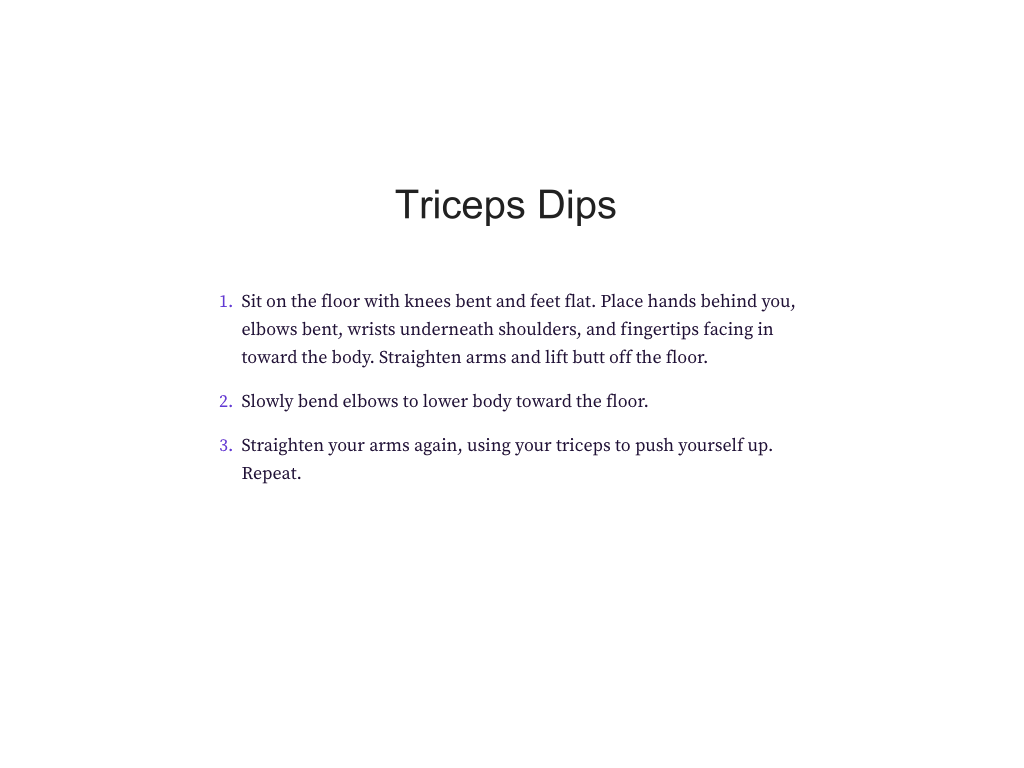 Triceps Dips
1. Sit on the floor with knees bent and feet flat. Place hands behind you,
elbows bent, wrists underneath shoulders, and fingertips facing in
toward the body. Straighten arms and lift butt off the floor.
2. Slowly bend elbows to lower body toward the floor.
3. Straighten your arms again, using your triceps to push yourself up.
Repeat.